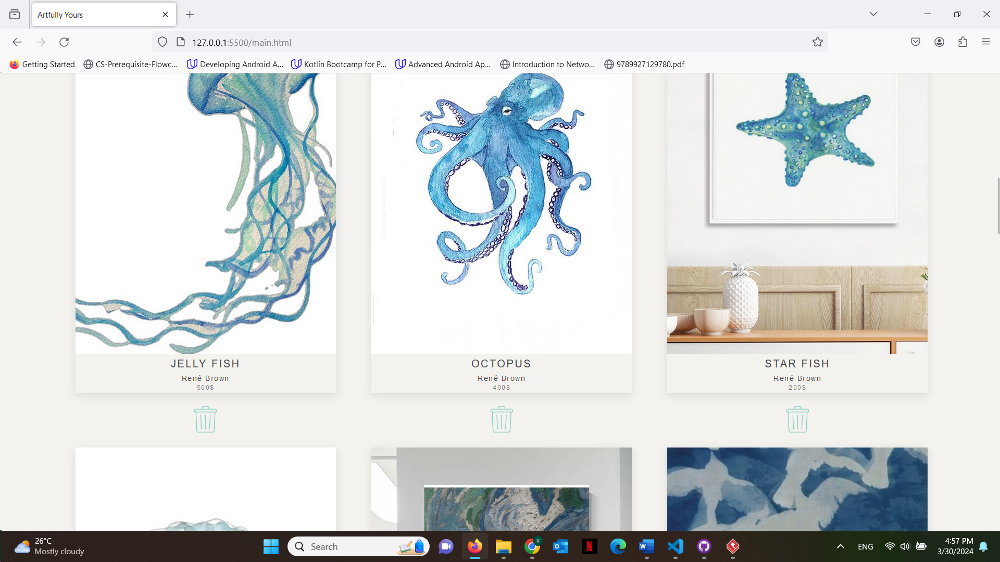 Artfully Yours
127.0.0.1:5500/main.html
Getting Started
CS-Prerequisite-Flowc...
Developing Android A...
Kotlin Bootcamp for P...
Advanced Android Ap...
Introduction to Netwo...
9789927129780.pdf
JELLY FISH
René Brown
500$
OCTOPUS
René Brown
400$
STAR FISH
René Brown
200$
26°C
Mostly cloudy
Search
ENG
4:57 PM
3/30/2024